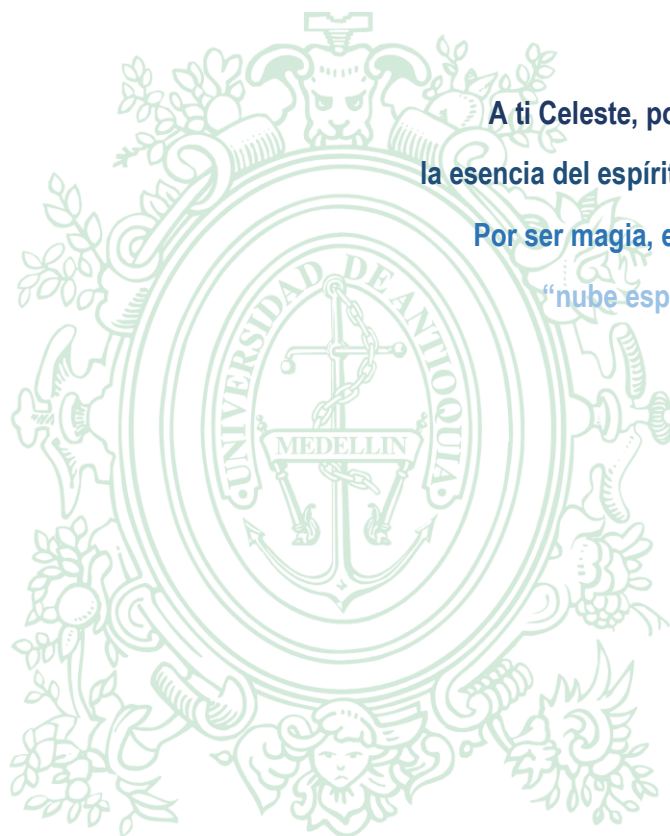 A ti Celeste,
la esencia del
Por ser magia,
“nube
UNIVERSIDAD DE ANTIOQUIA
MEDELLIN